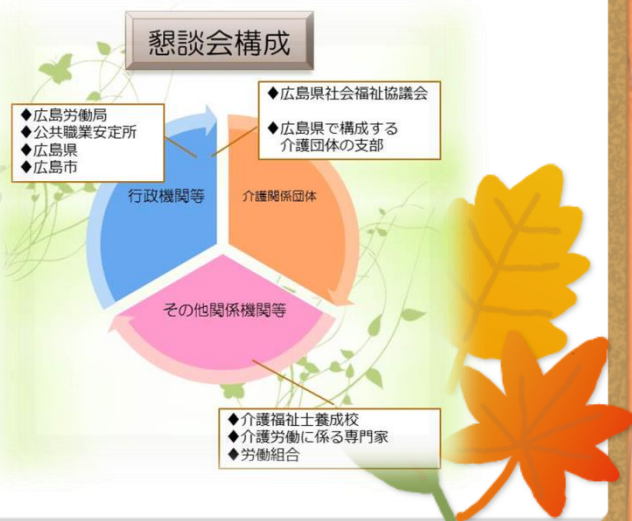 懇談会構成
◆広島労働局
◆公共職業安定所
◆広島県
◆広島市
◆広島県社会福祉協議会
◆広島県で構成する
介護団体の支部
行政機関等
介護関係団体
その他関係機関等
◆介護福祉士養成校
◆介護労働に係る専門家
◆労働組合